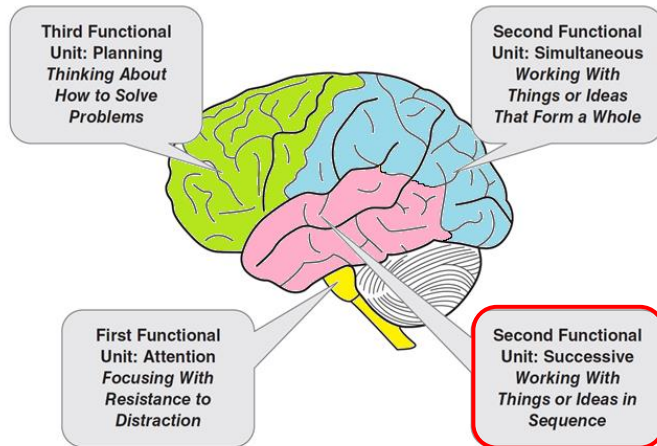 Third Functional
Unit: Planning
Thinking About
How to Solve
Problems
Second Functional
Unit: Simultaneous
Working With
Things or Ideas
That Form a Whole
First Functional
Unit: Attention
Focusing With
Resistance to
Distraction
Second Functional
Unit: Successive
Working With
Things or Ideas in
Sequence